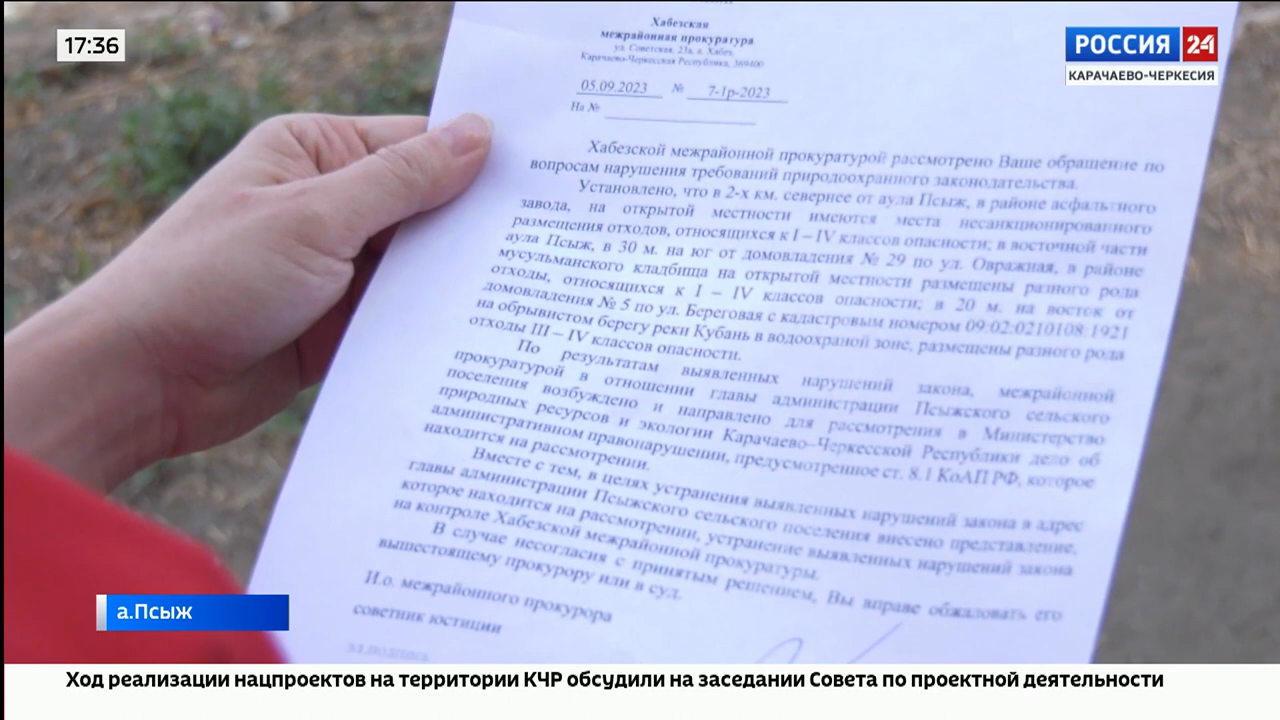 17:36
РОССИЯ 24
КАРАЧАЕВО-ЧЕРКЕСИЯ
Хабезская
межрайонная прокуратура
ул. Советская, 23а, а. Хабез,
Карачаево-Черкесская Республика, 369400
05.09.2023 № 7-1р-2023
На №
Хабезской межрайонной прокуратурой рассмотрено Ваше обращение по
вопросам нарушения требований природоохранного законодательства.
Установлено, что в 2-х км. севернее от аула Псыж, в районе асфальтного
завода, на открытой местности имеются места несанкционированного
размещения отходов, относящихся к I – IV классов опасности; в восточной части
аула Псыж, в 30 м. на юг от домовладения № 29 по ул. Овражная, в районе
мусульманского кладбища на открытой местности размещены разного рода
отходы, относящихся к I – IV классов опасности; в 20 м. на восток от
домовладения № 5 по ул. Береговая с кадастровым номером 09:02:0210108:1921
на обрывистом берегу реки Кубань в водоохраной зоне, размещены разного рода
отходы III – IV классов опасности.
По результатам выявленных нарушений закона, межрайонной
прокуратурой в отношении главы администрации Псыжского сельского
поселения возбуждено и направлено для рассмотрения в Министерство
природных ресурсов и экологии Карачаево–Черкесской Республики дело об
административном правонарушении, предусмотренное ст. 8.1 КоАП РФ, которое
находится на рассмотрении.
Вместе с тем, в целях устранения выявленных нарушений закона в адрес
главы администрации Псыжского сельского поселения внесено представление,
которое находится на рассмотрении, устранение выявленных нарушений закона
на контроле Хабезской межрайонной прокуратуры.
В случае несогласия с принятым решением, Вы вправе обжаловать его
вышестоящему прокурору или в суд.
И.о. межрайонного прокурора
советник юстиции
эл.подпись
а.Псыж
Ход реализации нацпроектов на территории КЧР обсудили на заседании Совета по проектной деятельности